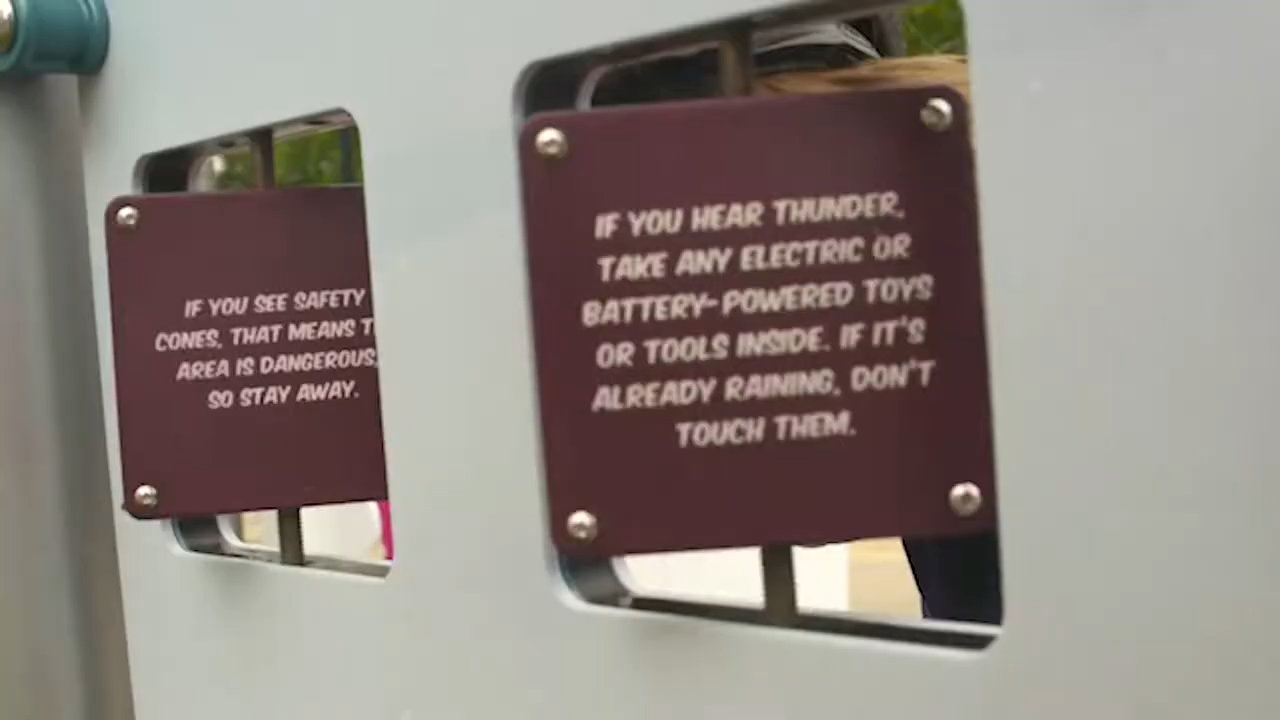 IF YOU SEE SAFETY
CONES, THAT MEANS
AREA IS DANGEROUS,
SO STAY AWAY.
IF YOU HEAR THUNDER,
TAKE ANY ELECTRIC OR
BATTERY-POWERED TOYS
OR TOOLS INSIDE. IF IT'S
ALREADY RAINING, DON'T
TOUCH THEM.